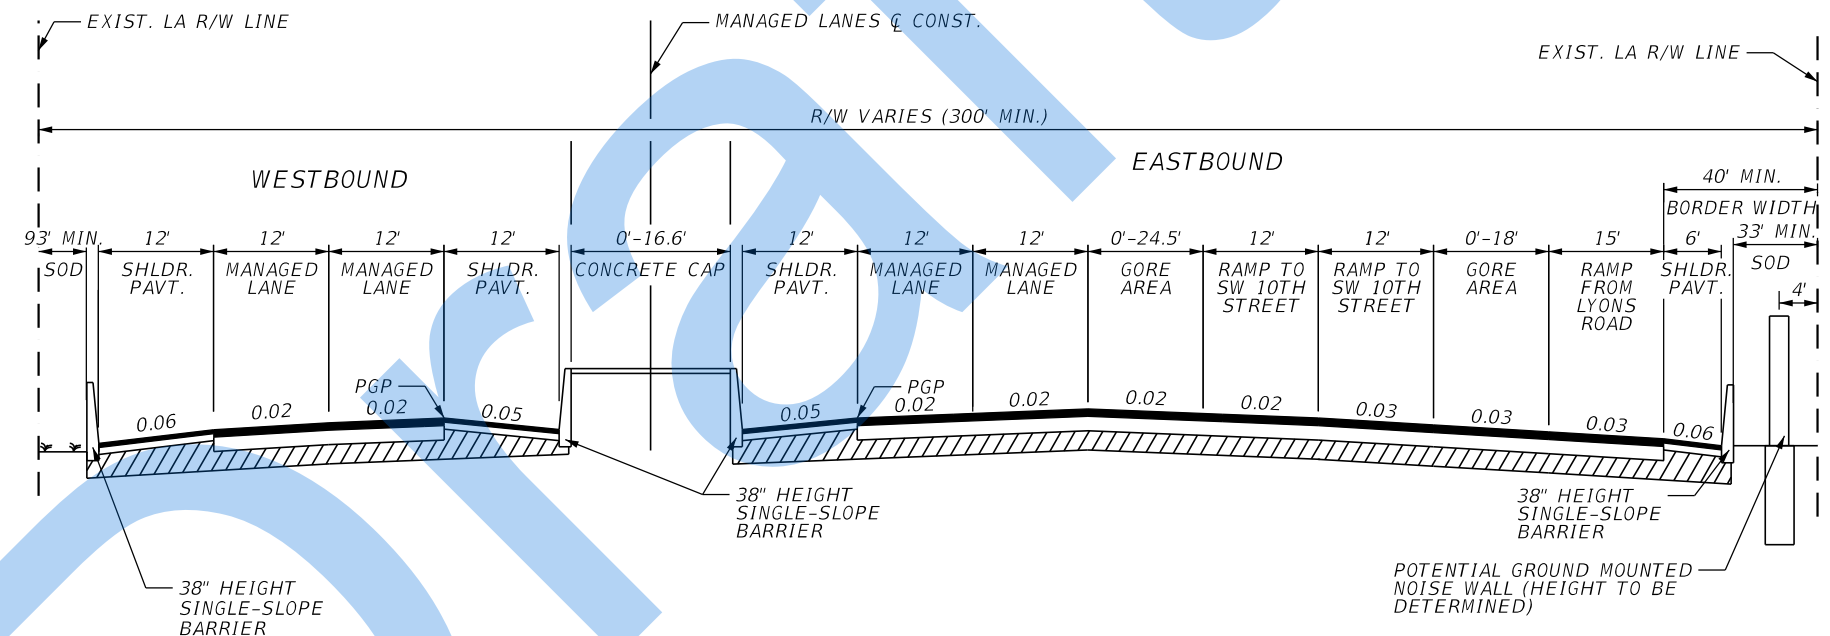 EXIST. LA R/W LINE
MANAGED LANES ℄ CONST.
EXIST. LA R/W LINE
R/W VARIES (300' MIN.)
WESTBOUND
EASTBOUND
40' MIN.
BORDER WIDTH
93' MIN.
12'
12'
12'
12'
0'-16.6'
12'
12'
12'
0'-24.5'
12'
12'
0'-18'
15'
6'
33' MIN.
SOD
SHLDR.
PAVT.
MANAGED
LANE
MANAGED
LANE
SHLDR.
PAVT.
CONCRETE CAP
SHLDR.
PAVT.
MANAGED
LANE
MANAGED
LANE
GORE
AREA
RAMP TO
SW 10TH
STREET
RAMP TO
SW 10TH
STREET
GORE
AREA
RAMP
FROM
LYONS
ROAD
SHLDR.
PAVT.
SOD
4'
PGP
PGP
0.06
0.02
0.02
0.05
0.05
0.02
0.02
0.02
0.02
0.03
0.03
0.03
0.06
38" HEIGHT
SINGLE-SLOPE
BARRIER
38" HEIGHT
SINGLE-SLOPE
BARRIER
38" HEIGHT
SINGLE-SLOPE
BARRIER
POTENTIAL GROUND MOUNTED
NOISE WALL (HEIGHT TO BE
DETERMINED)